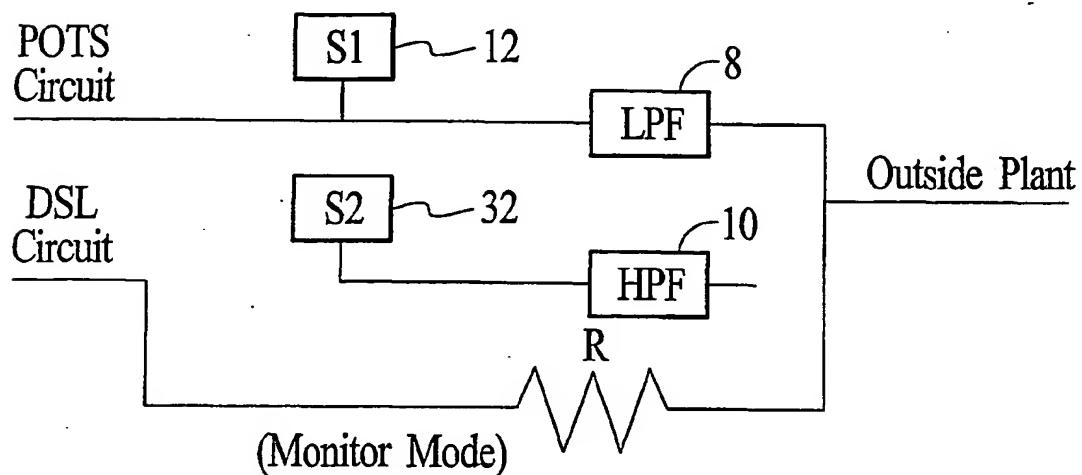 POTS
Circuit
S1
12
8
LPF
Outside Plant
DSL
Circuit
S2
32
10
HPF
R
(Monitor Mode)